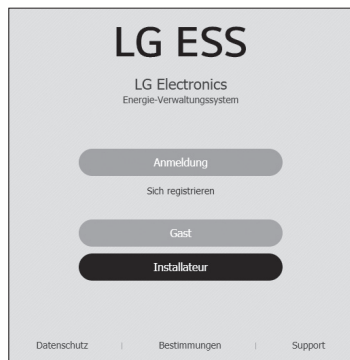 LG ESS
LG Electronics
Energie-Verwaltungssystem
Anmeldung
Sich registrieren
Gast
Installateur
Datenschutz | Bestimmungen | Support